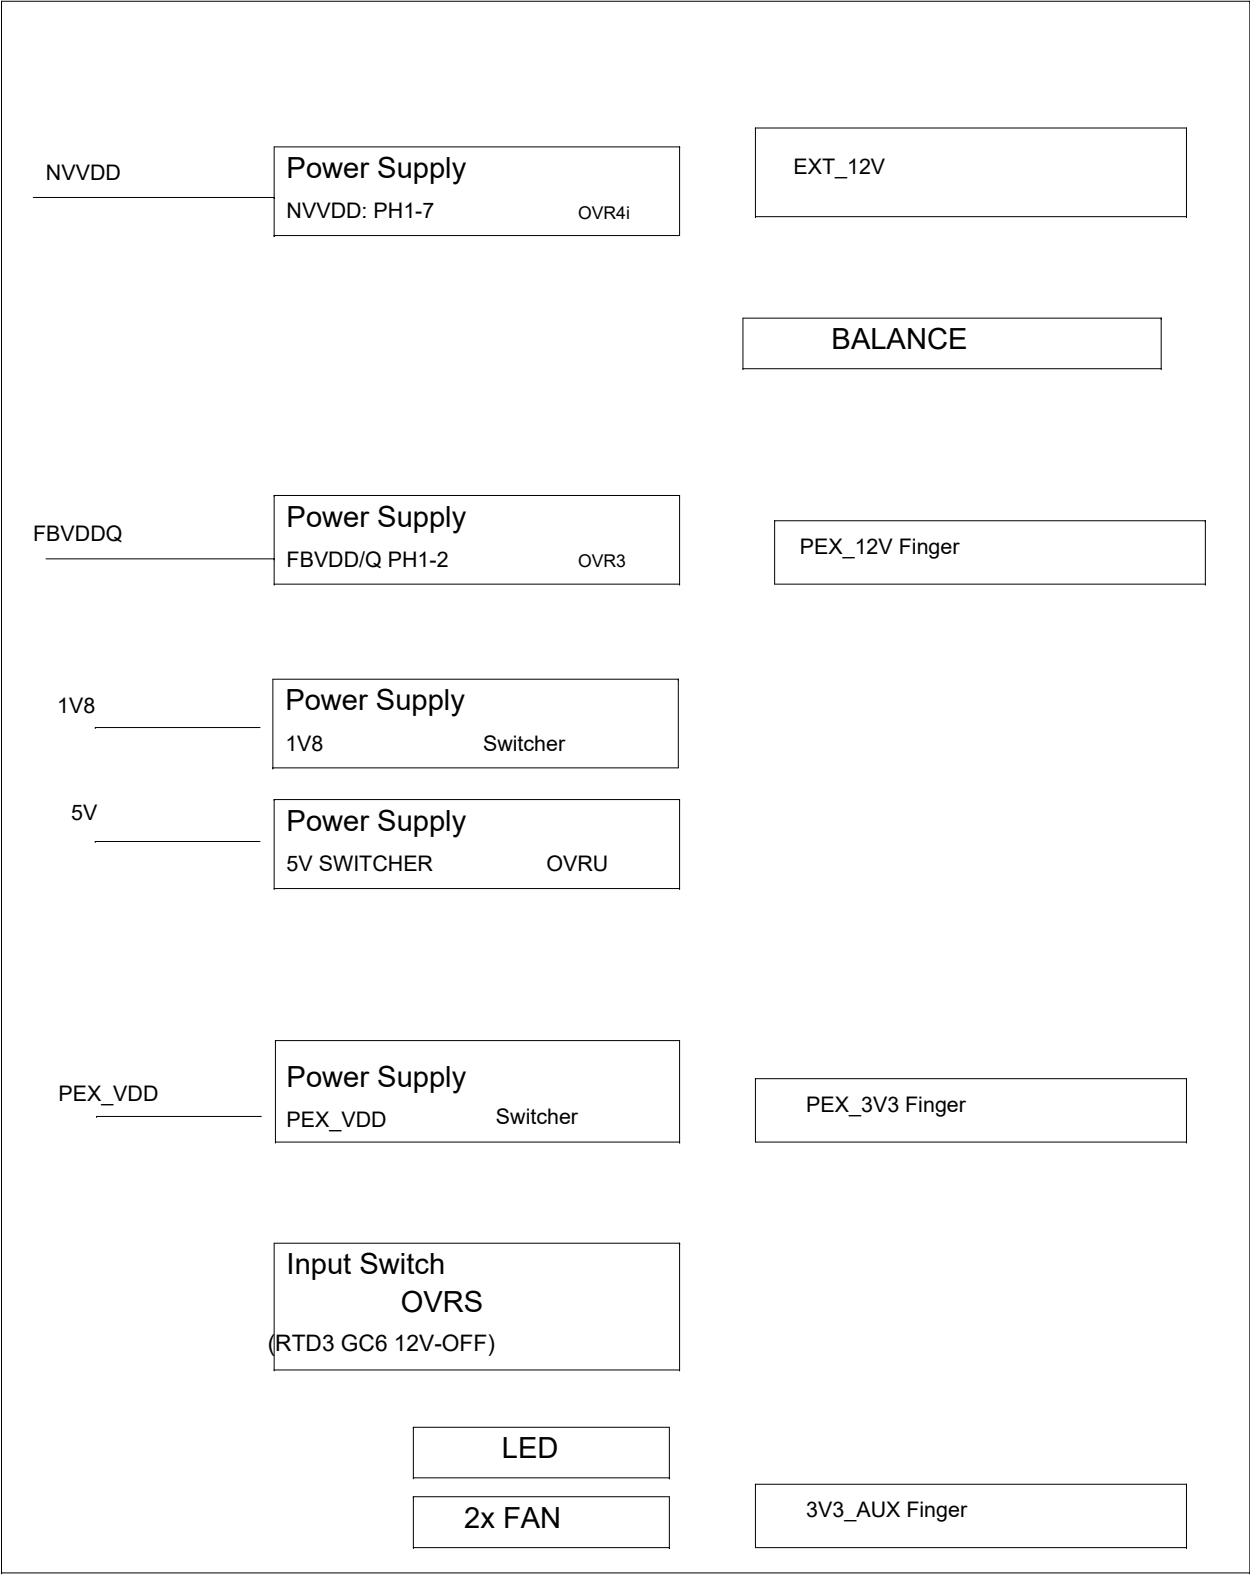 NVVDD
Power Supply
NVVDD: PH1-7 OVR4i
EXT_12V
BALANCE
FBVDDQ
Power Supply
FBVDD/Q PH1-2 OVR3
PEX_12V Finger
1V8
Power Supply
1V8 Switcher
5V
Power Supply
5V SWITCHER OVRU
PEX_VDD
Power Supply
PEX_VDD Switcher
PEX_3V3 Finger
Input Switch
OVRS
(RTD3 GC6 12V-OFF)
LED
2x FAN
3V3_AUX Finger